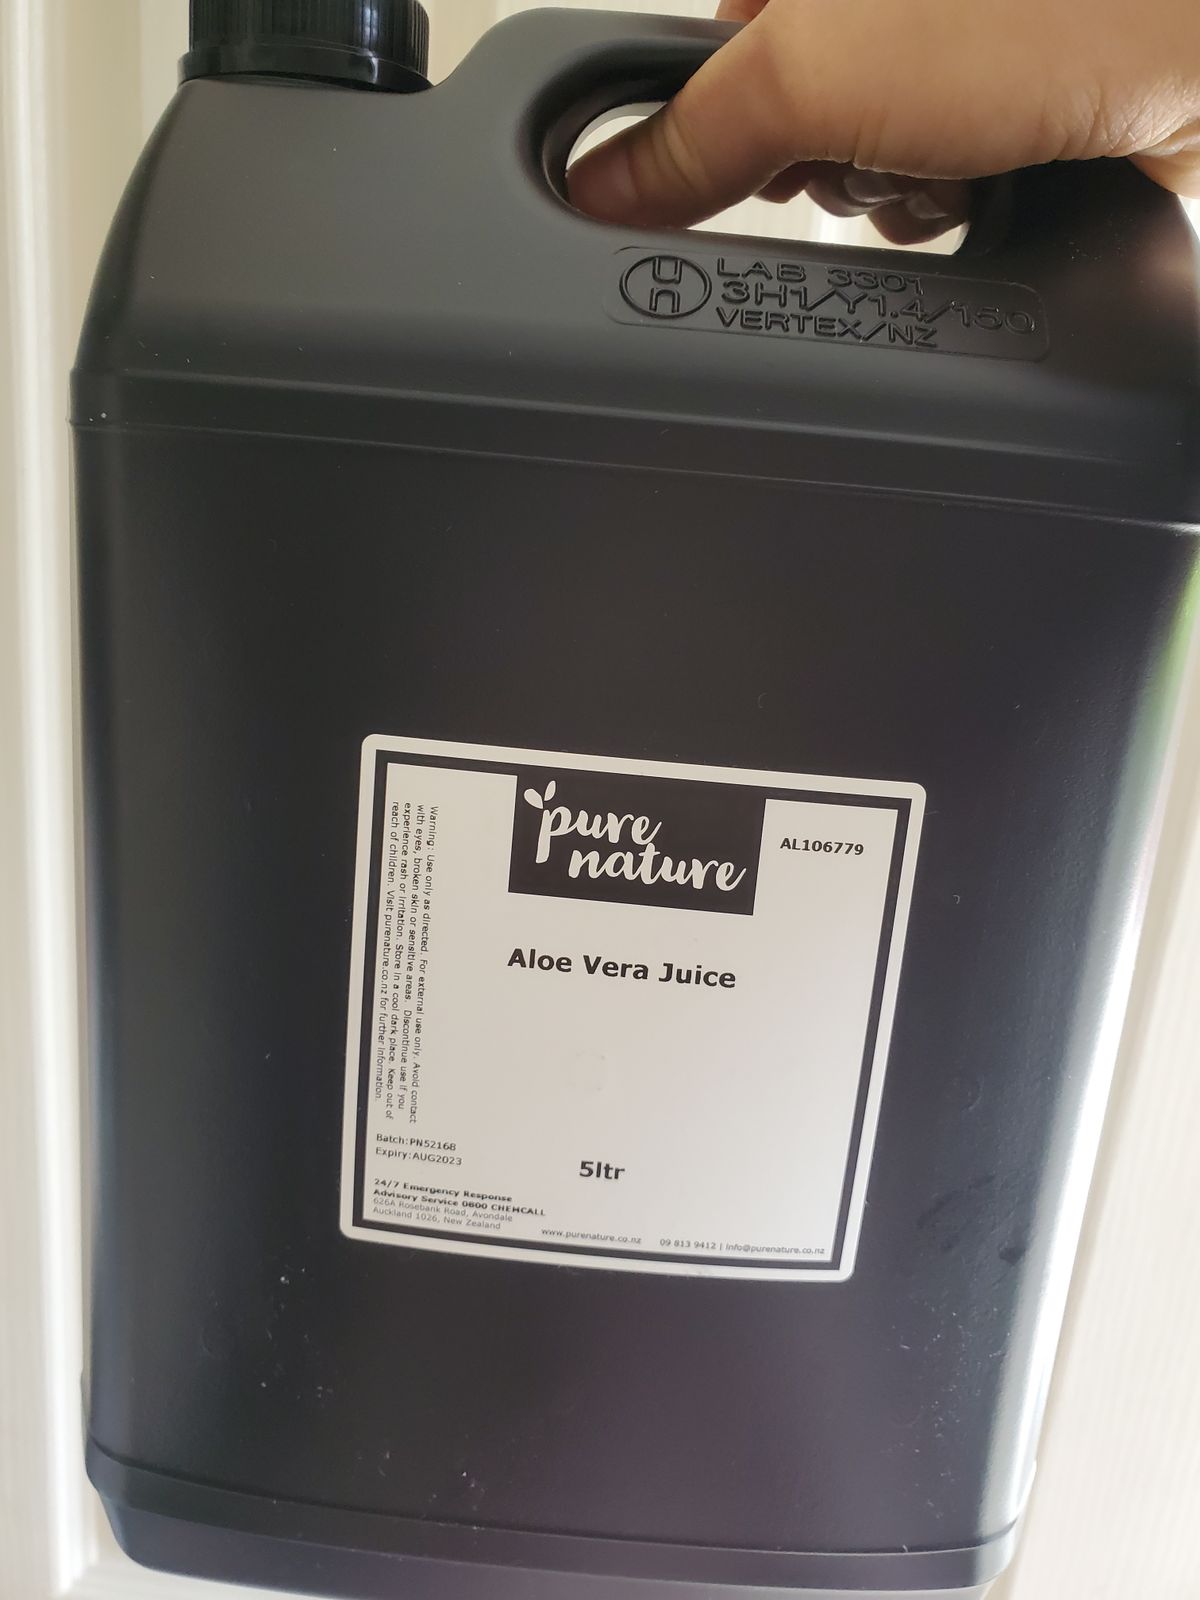 un
LAB 3301
3H1/Y1.4/150
VERTEX/NZ
pure
nature
AL106779
Aloe Vera Juice
Warning: Use only as directed. For external use only. Avoid contact
with eyes, broken skin or sensitive areas. Discontinue use if you
experience rash or irritation. Store in a cool dark place. Keep out of
reach of children. Visit purenature.co.nz for further information.
Batch:PN52168
Expiry:AUG2023
5ltr
24/7 Emergency Response
Advisory Service 0800 CHEMCALL
626A Rosebank Road, Avondale
Auckland 1026, New Zealand
www.purenature.co.nz 09 813 9412 | info@purenature.co.nz